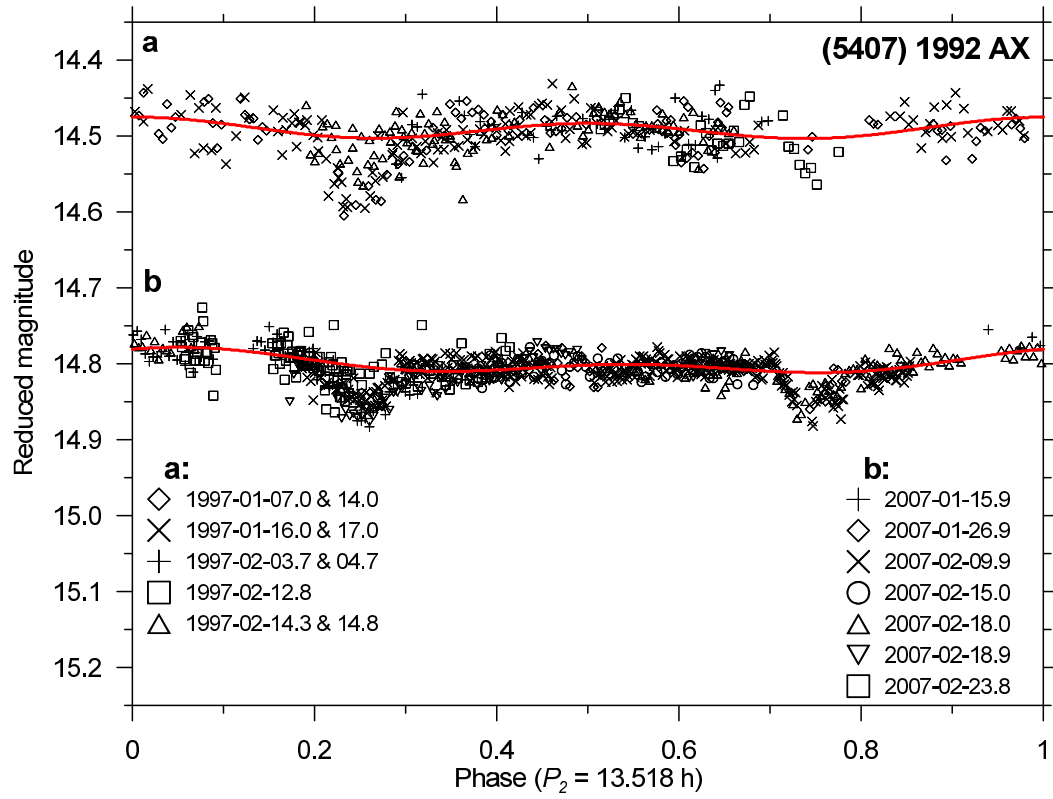 a
(5407) 1992 AX
14.4
14.5
14.6
14.7
14.8
14.9
15.0
15.1
15.2
Reduced magnitude
b
a:
1997-01-07.0 & 14.0
1997-01-16.0 & 17.0
1997-02-03.7 & 04.7
1997-02-12.8
1997-02-14.3 & 14.8
b:
2007-01-15.9
2007-01-26.9
2007-02-09.9
2007-02-15.0
2007-02-18.0
2007-02-18.9
2007-02-23.8
0 0.2 0.4 0.6 0.8 1
Phase (P2 = 13.518 h)